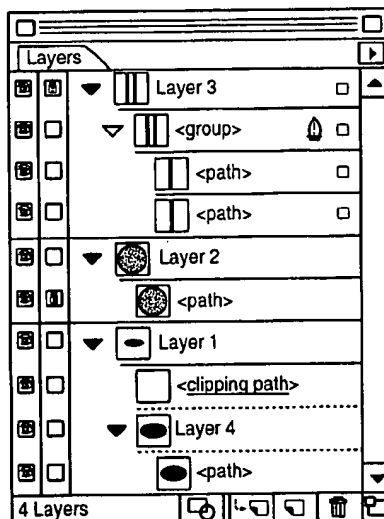 Layers
Layer 3
<group>
<path>
<path>
Layer 2
<path>
Layer 1
<clipping path>
Layer 4
<path>
4 Layers